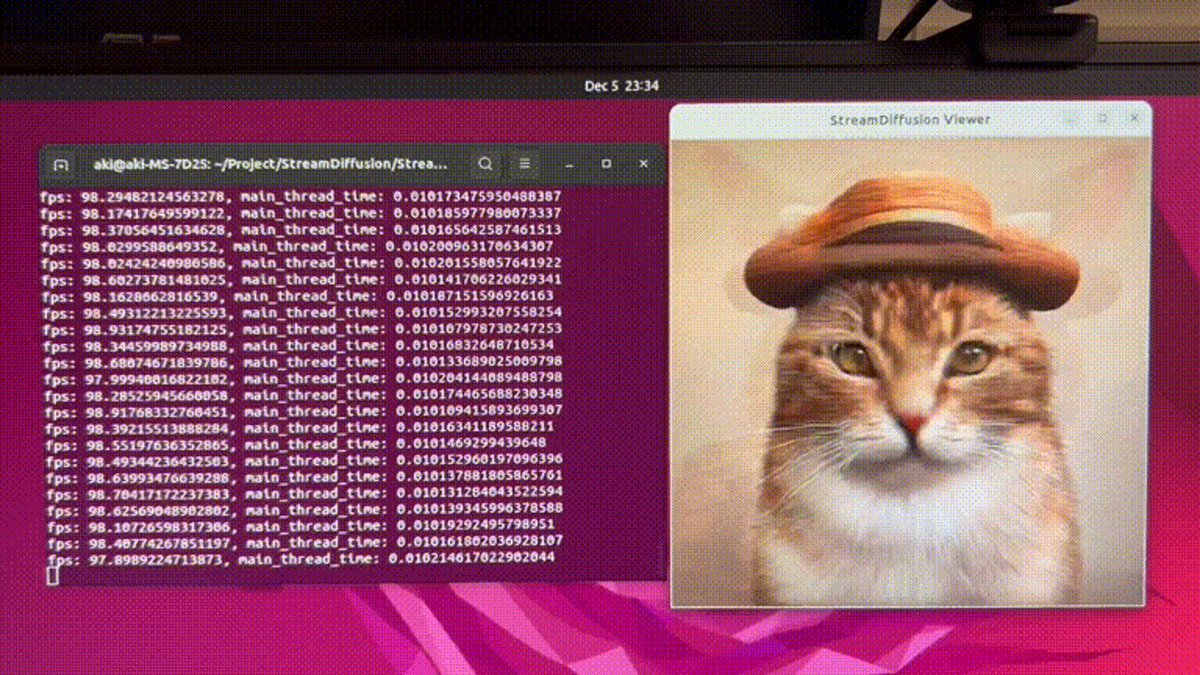 Dec 5 23:34
StreamDiffusion Viewer
aki@aki-MS-7D25: ~/Project/StreamDiffusion/Strea...
fps: 98.29482124563278, main_thread_time: 0.010173475950488387
fps: 98.17417649599122, main_thread_time: 0.010185977980073337
fps: 98.37056451634628, main_thread_time: 0.010165642587461513
fps: 98.0299588649352, main_thread_time: 0.010200963170634307
fps: 98.02424240980586, main_thread_time: 0.010201558057641922
fps: 98.60273781481025, main_thread_time: 0.010141706226029341
fps: 98.1628662816539, main_thread_time: 0.010187151596926163
fps: 98.49312213225593, main_thread_time: 0.010152993207558254
fps: 98.93174755182125, main_thread_time: 0.010107978730247253
fps: 98.34459989734988, main_thread_time: 0.01016832648710534
fps: 98.68074671839786, main_thread_time: 0.010133689025009798
fps: 97.99940016822102, main_thread_time: 0.010204144089488798
fps: 98.28525945660058, main_thread_time: 0.010174465688230348
fps: 98.91768332760451, main_thread_time: 0.010109415893699307
fps: 98.39215513888284, main_thread_time: 0.01016341189588211
fps: 98.55197636352865, main_thread_time: 0.0101469299439648
fps: 98.49344236432503, main_thread_time: 0.010152960197096396
fps: 98.63993476639288, main_thread_time: 0.010137881805865761
fps: 98.70417172237383, main_thread_time: 0.010131284043522594
fps: 98.62569048902802, main_thread_time: 0.010139345996378588
fps: 98.10726598317306, main_thread_time: 0.01019292495798951
fps: 98.40774267851197, main_thread_time: 0.010161802036928107
fps: 97.8989224713873, main_thread_time: 0.010214617022902044